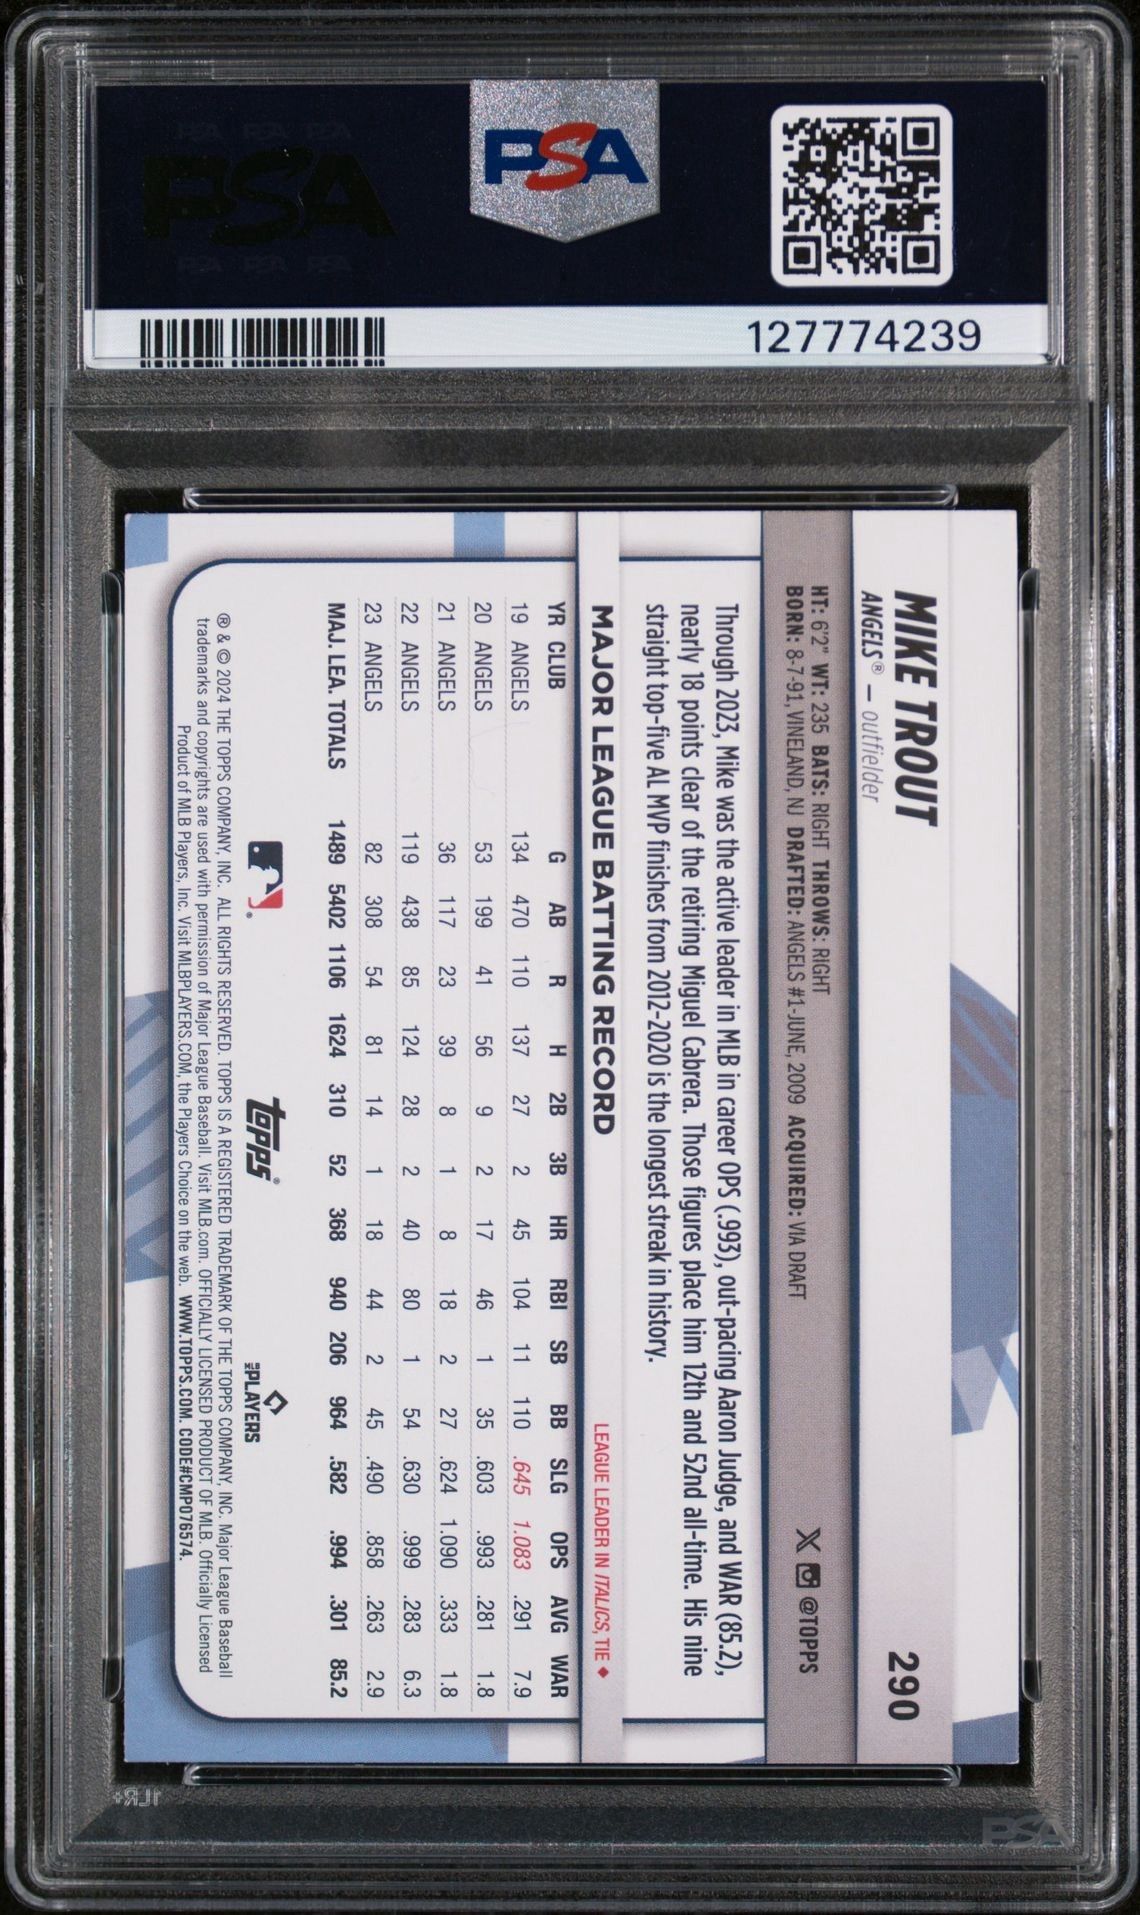 PSA PSA PSA
PSA
PSA PSA PSA
PSA
127774239
MIKE TROUT
290
ANGELS® – outfielder
HT: 6'2" WT: 235 BATS: RIGHT THROWS: RIGHT
BORN: 8-7-91, VINELAND, NJ DRAFTED: ANGELS #1-JUNE, 2009 ACQUIRED: VIA DRAFT
@TOPPS
Through 2023, Mike was the active leader in MLB in career OPS (.993), out-pacing Aaron Judge, and WAR (85.2),
nearly 18 points clear of the retiring Miguel Cabrera. Those figures place him 12th and 52nd all-time. His nine
straight top-five AL MVP finishes from 2012-2020 is the longest streak in history.
MAJOR LEAGUE BATTING RECORD
LEAGUE LEADER IN ITALICS, TIE ♦
YR CLUB G AB R H 2B 3B HR RBI SB BB SLG OPS AVG WAR
19 ANGELS 134 470 110 137 27 2 45 104 11 110 .645 1.083 .291 7.9
20 ANGELS 53 199 41 56 9 2 17 46 1 35 .603 .993 .281 1.8
21 ANGELS 36 117 23 39 8 1 8 18 2 27 .624 1.090 .333 1.8
22 ANGELS 119 438 85 124 28 2 40 80 1 54 .630 .999 .283 6.3
23 ANGELS 82 308 54 81 14 1 18 44 2 45 .490 .858 .263 2.9
MAJ. LEA. TOTALS 1489 5402 1106 1624 310 52 368 940 206 964 .582 .994 .301 85.2
topps®
MLB PLAYERS
® & © 2024 THE TOPPS COMPANY, INC. ALL RIGHTS RESERVED. TOPPS IS A REGISTERED TRADEMARK OF THE TOPPS COMPANY, INC. Major League Baseball
trademarks and copyrights are used with permission of Major League Baseball. Visit MLB.com. OFFICIALLY LICENSED PRODUCT OF MLB. Officially Licensed
Product of MLB Players, Inc. Visit MLBPLAYERS.COM, the Players Choice on the web. WWW.TOPPS.COM. CODE#CMP076574.
1LR+
PSA